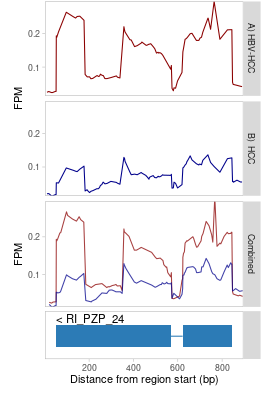 0.2
0.1
FPM
A) HBV-HCC
0.2
0.1
FPM
B) HCC
0.2
0.1
FPM
Combined
< RI_PZP_24
200 400 600 800
Distance from region start (bp)